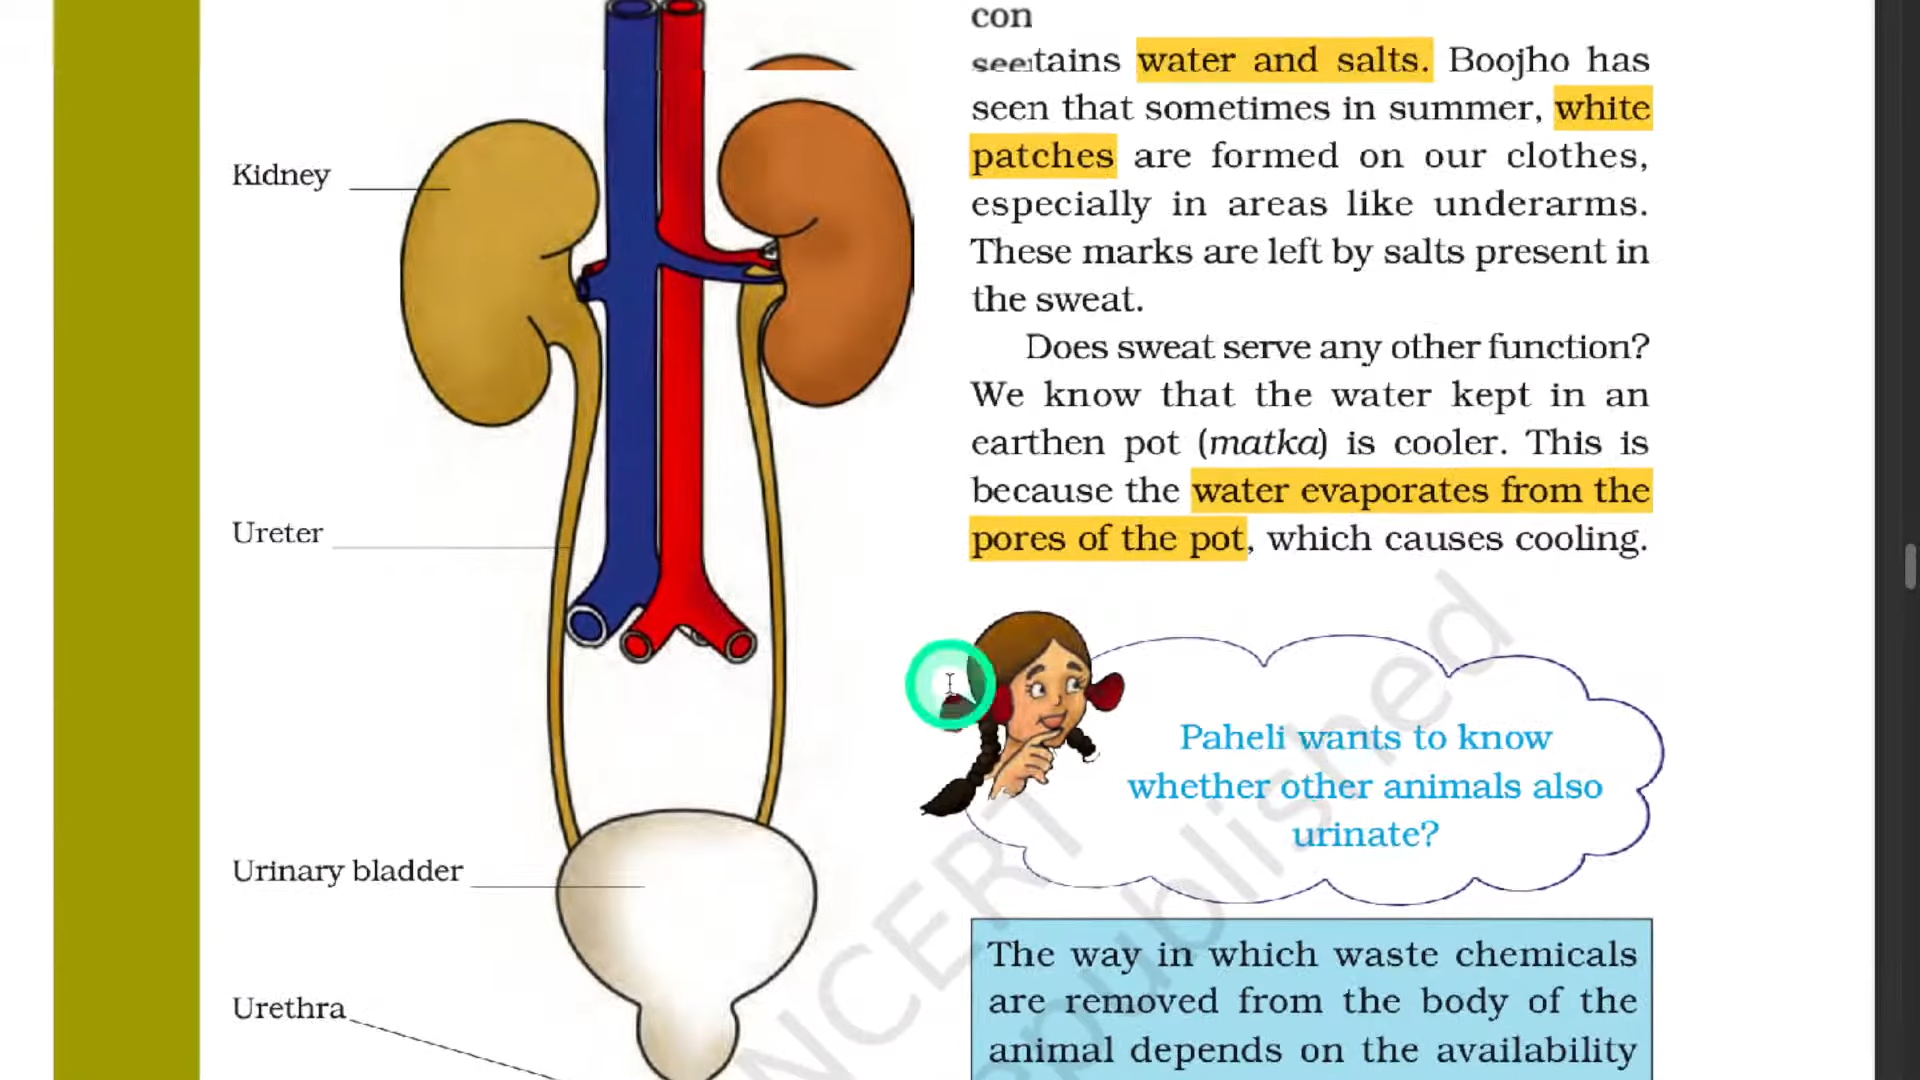 Kidney
Ureter
Urinary bladder
Urethra
con
tains water and salts. Boojho has
seen that sometimes in summer, white
patches are formed on our clothes,
especially in areas like underarms.
These marks are left by salts present in
the sweat.
Does sweat serve any other function?
We know that the water kept in an
earthen pot (matka) is cooler. This is
because the water evaporates from the
pores of the pot, which causes cooling.
Paheli wants to know
whether other animals also
urinate?
The way in which waste chemicals
are removed from the body of the
animal depends on the availability
NCERT
published